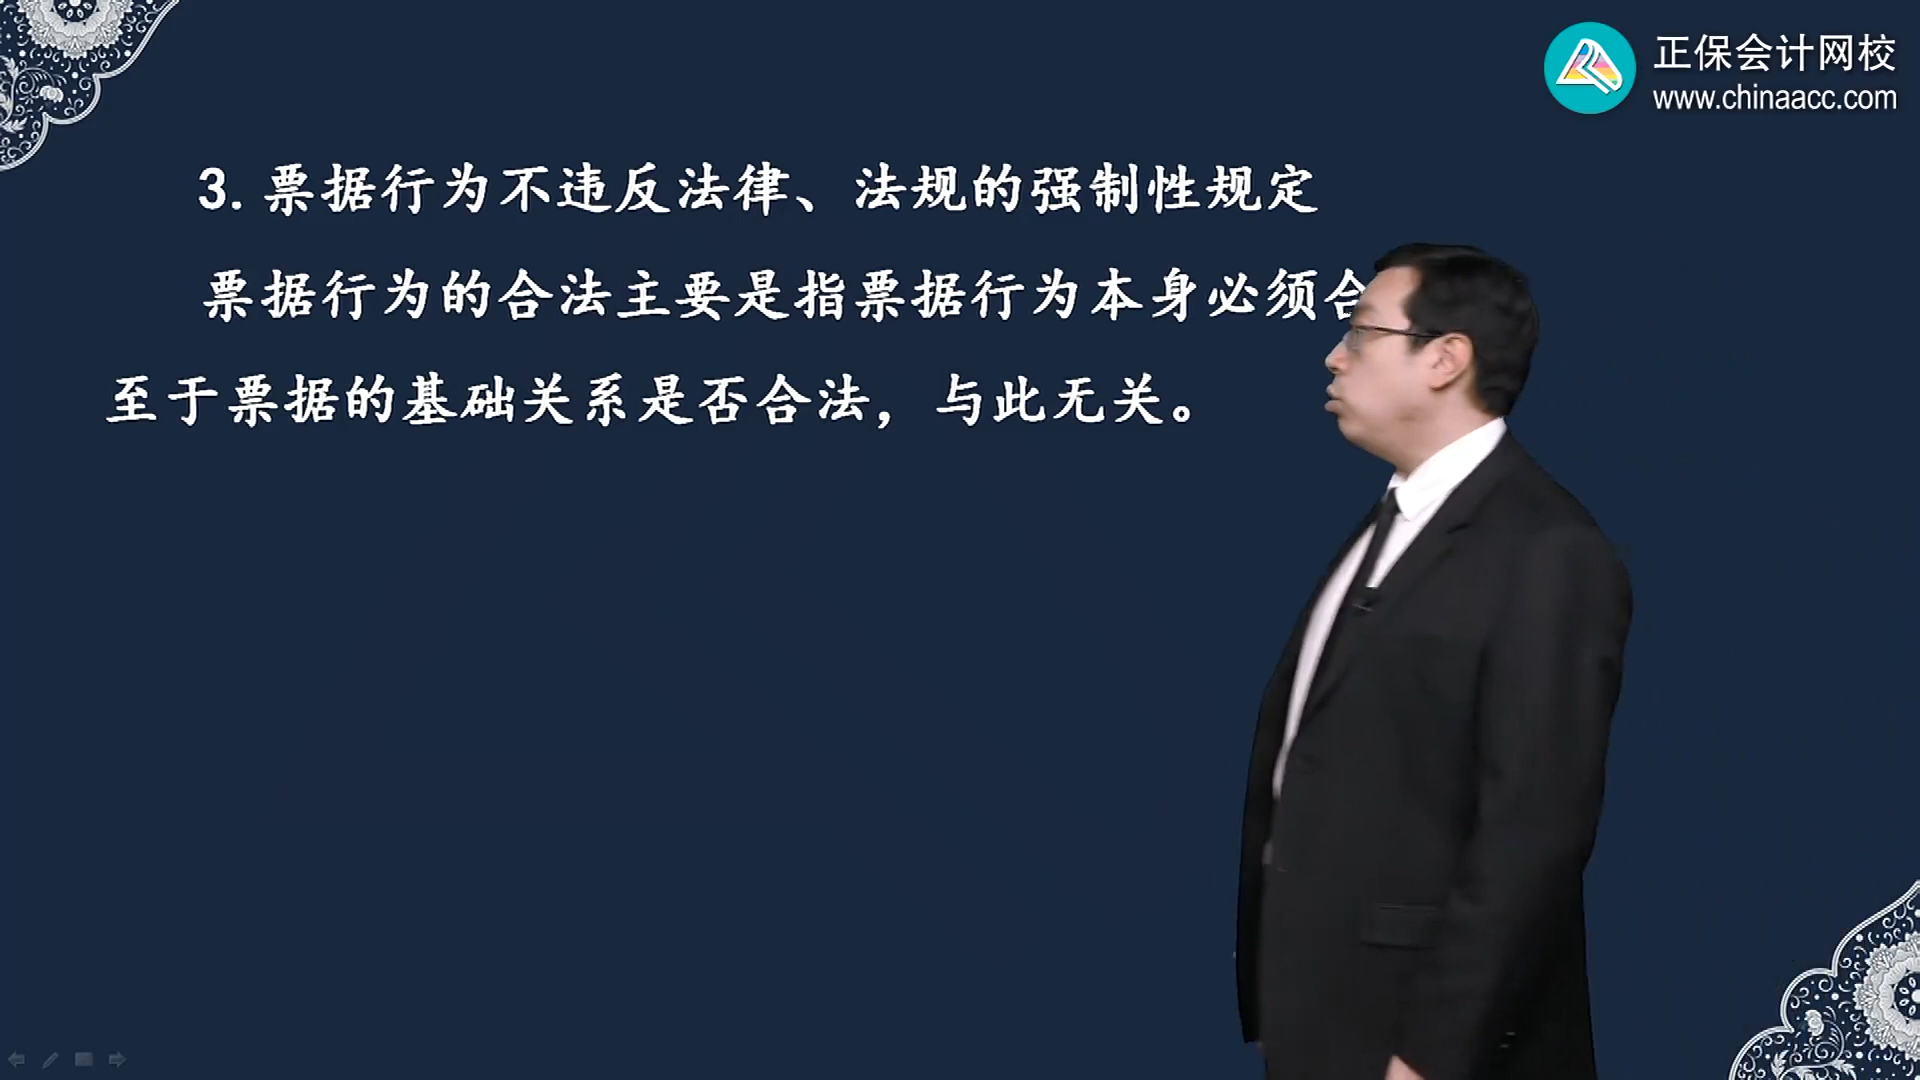 正保会计网校
www.chinaacc.com
3. 票据行为不违反法律、法规的强制性规定
票据行为的合法主要是指票据行为本身必须合
至于票据的基础关系是否合法，与此无关。